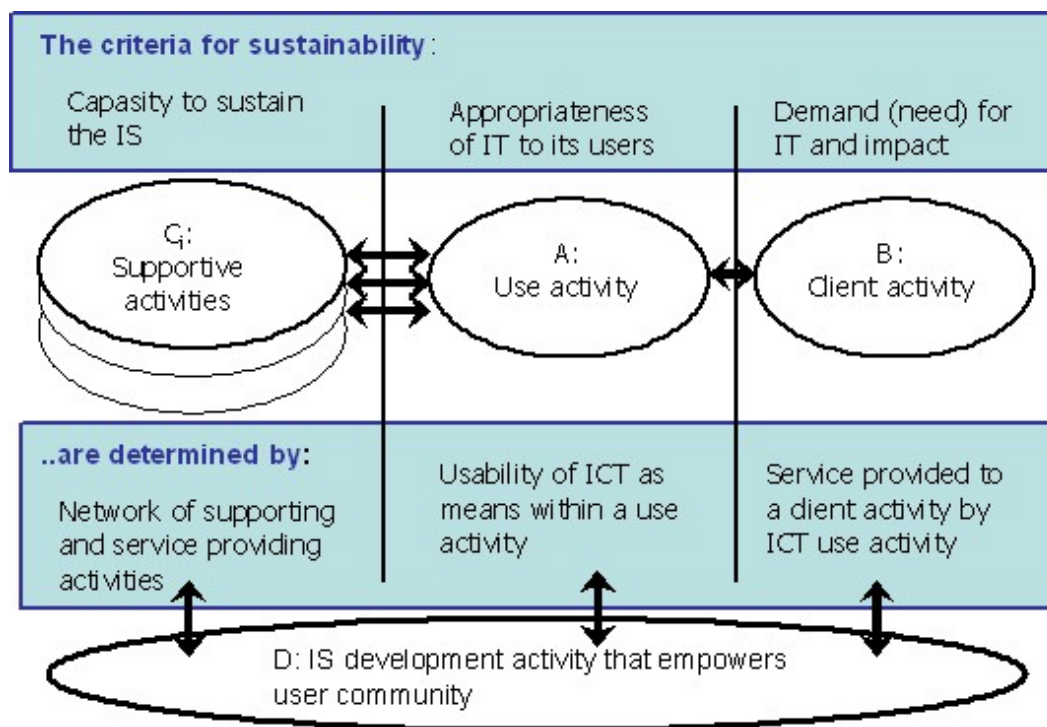 The criteria for sustainability:
Capasity to sustain
the IS
Appropriateness
of IT to its users
Demand (need) for
IT and impact
Ci:
Supportive
activities
A:
Use activity
B:
Client activity
..are determined by:
Network of supporting
and service providing
activities
Usability of ICT as
means within a use
activity
Service provided to
a client activity by
ICT use activity
D: IS development activity that empowers
user community